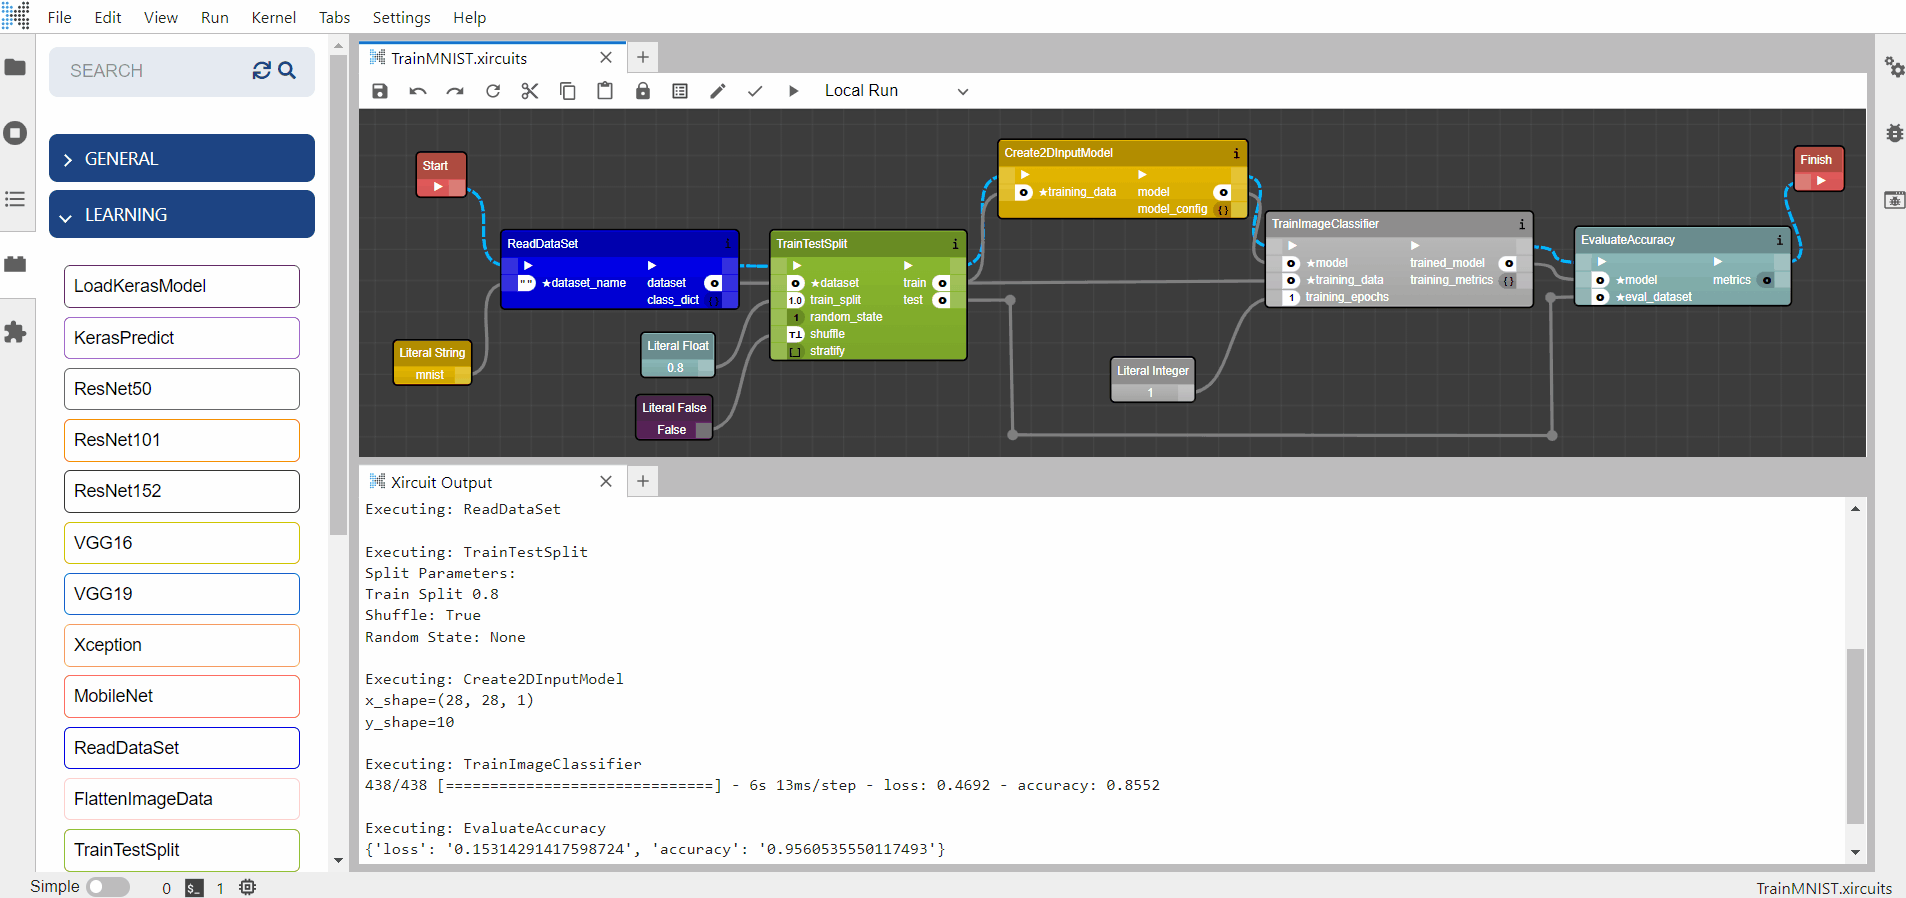 File Edit View Run Kernel Tabs Settings Help
SEARCH
GENERAL
LEARNING
LoadKerasModel
KerasPredict
ResNet50
ResNet101
ResNet152
VGG16
VGG19
Xception
MobileNet
ReadDataSet
FlattenImageData
TrainTestSplit
TrainMNIST.xircuits
Local Run
Start
Literal String
mnist
ReadDataSet
★dataset_name dataset
class_dict
Literal Float
0.8
Literal False
False
TrainTestSplit
★dataset train
1.0 train_split test
1 random_state
shuffle
stratify
Create2DInputModel
★training_data model
model_config
Literal Integer
1
TrainImageClassifier
★model trained_model
★training_data training_metrics
1 training_epochs
EvaluateAccuracy
★model metrics
★eval_dataset
Finish
Xircuit Output
Executing: ReadDataSet
Executing: TrainTestSplit
Split Parameters:
Train Split 0.8
Shuffle: True
Random State: None
Executing: Create2DInputModel
x_shape=(28, 28, 1)
y_shape=10
Executing: TrainImageClassifier
438/438 [==============================] - 6s 13ms/step - loss: 0.4692 - accuracy: 0.8552
Executing: EvaluateAccuracy
{'loss': '0.15314291417598724', 'accuracy': '0.9560535550117493'}
Simple 0 $_ 1
TrainMNIST.xircuits